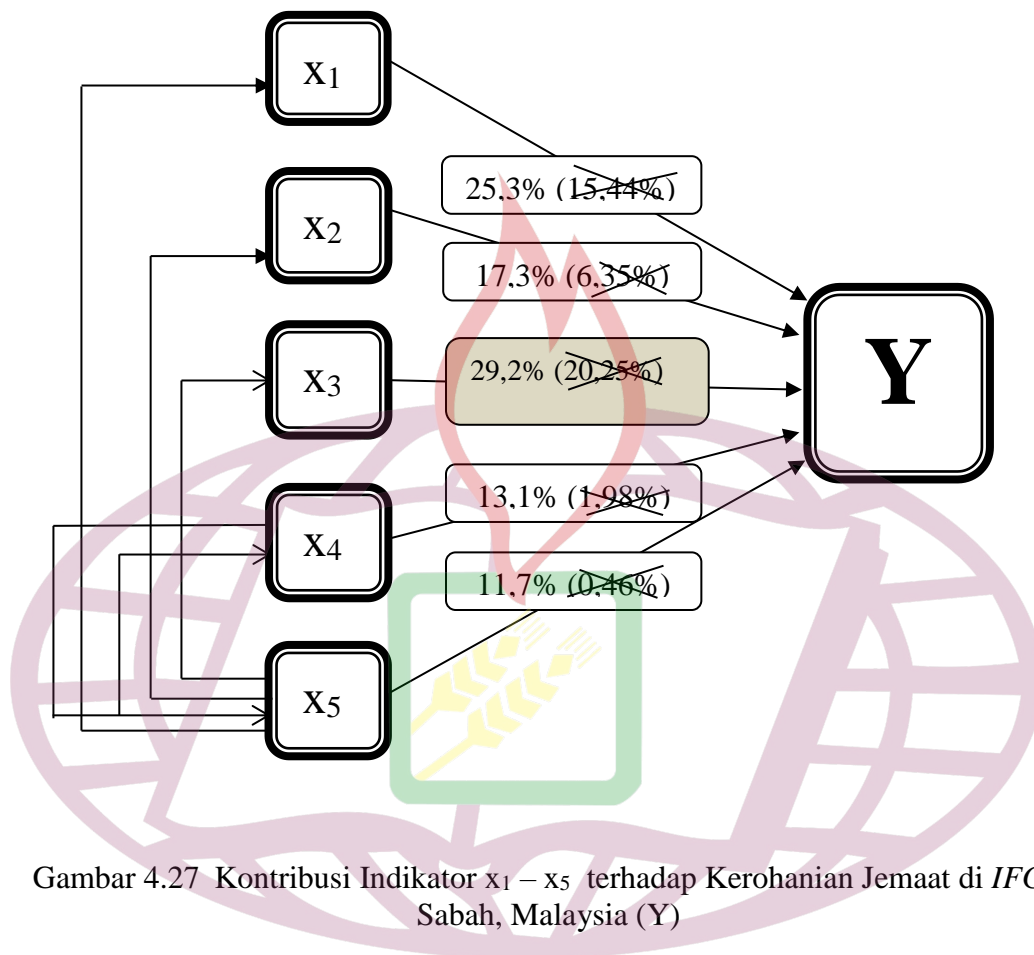 x₁
25,3% (15,44%)
x₂
17,3% (6,35%)
x₃
29,2% (20,25%)
Y
x₄
13,1% (1,98%)
11,7% (0,46%)
x₅
Gambar 4.27 Kontribusi Indikator x₁ – x₅ terhadap Kerohanian Jemaat di
Sabah, Malaysia (Y)